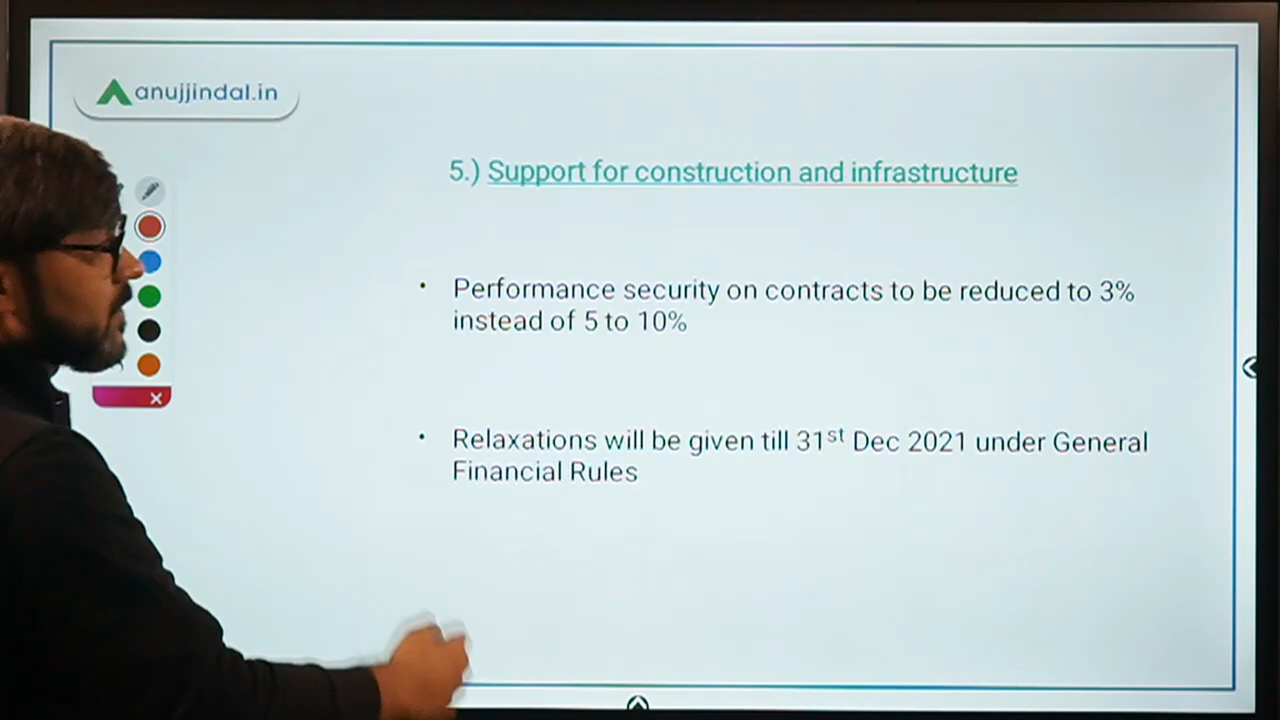 anujjindal.in
5.) Support for construction and infrastructure
• Performance security on contracts to be reduced to 3%
instead of 5 to 10%
• Relaxations will be given till 31st Dec 2021 under General
Financial Rules